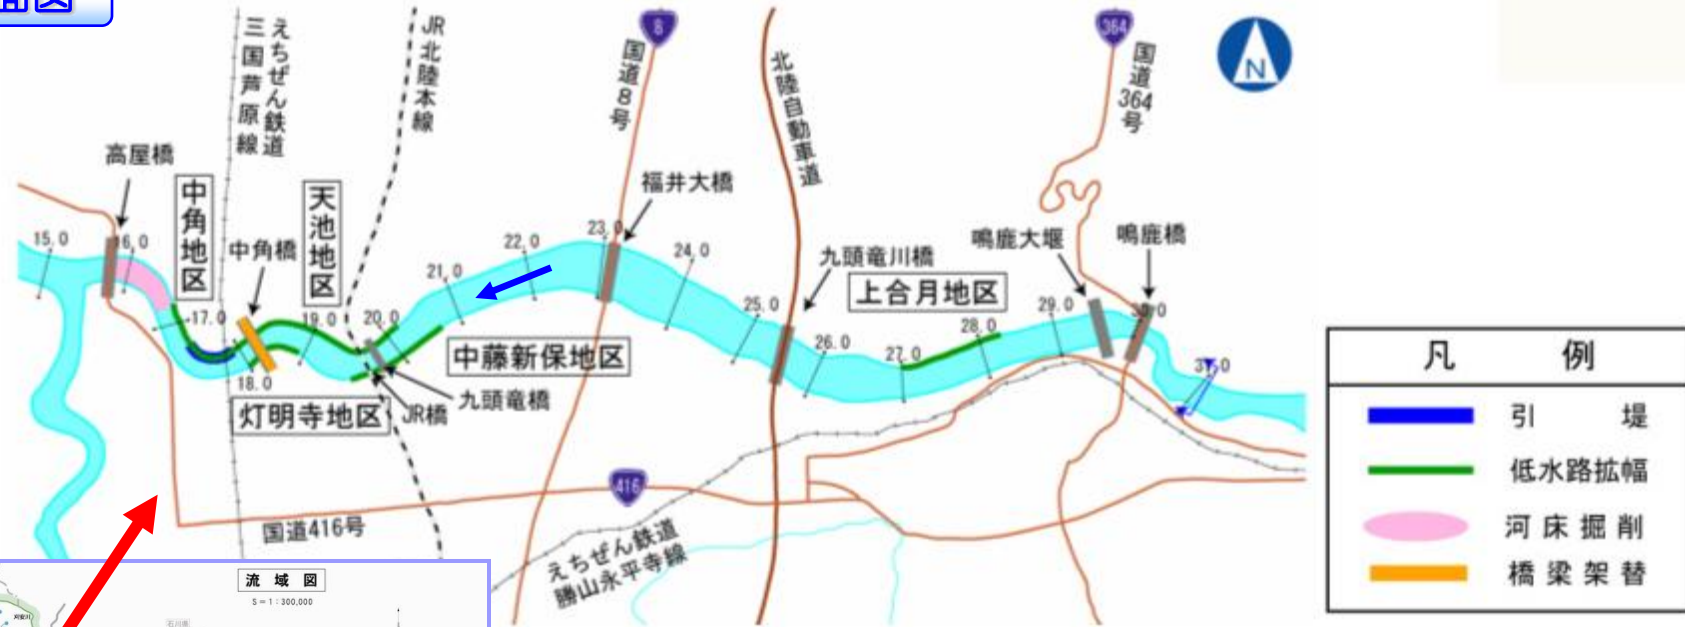 面図
えちぜん鉄道
三国芦原線
JR北陸本線
8
国道8号
北陸自動車道
364
国道364号
N
高屋橋
中角地区
中角橋
天池地区
福井大橋
九頭竜川橋
上合月地区
鳴鹿大堰
鳴鹿橋
15.0
16.0
17.0
18.0
19.0
20.0
21.0
22.0
23.0
24.0
25.0
26.0
27.0
28.0
29.0
中藤新保地区
灯明寺地区
JR橋
九頭竜橋
416
国道416号
えちぜん鉄道
勝山永平寺線
凡 例
引 堤
低水路拡幅
河床掘削
橋梁架替
流域図
S=1:300,000
石川県